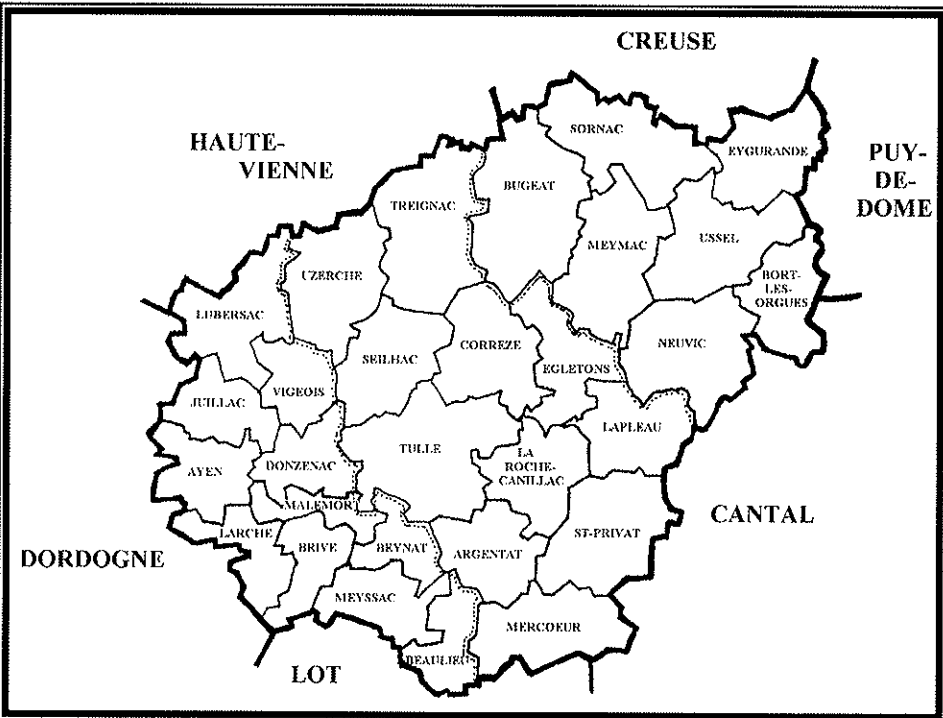 CREUSE
HAUTE-
VIENNE
PUY-
DE-
DOME
SORNAC
EYGURANDE
BUGEAT
TREIGNAC
MEYMAC
USSEL
UZERCHE
BORT-
LES-
ORGUES
LUBERSAC
SEILHAC
CORREZE
NEUVIC
EGLETONS
VIGEOIS
JUILLAC
LAPLEAU
TULLE
LA
ROCHE-
CANILLAC
AYEN
DONZENAC
MALEMOR
CANTAL
LARCHE
BRIVE
BEYNAT
ARGENTAT
ST-PRIVAT
DORDOGNE
MEYSSAC
MERCOEUR
BEAULIEU
LOT